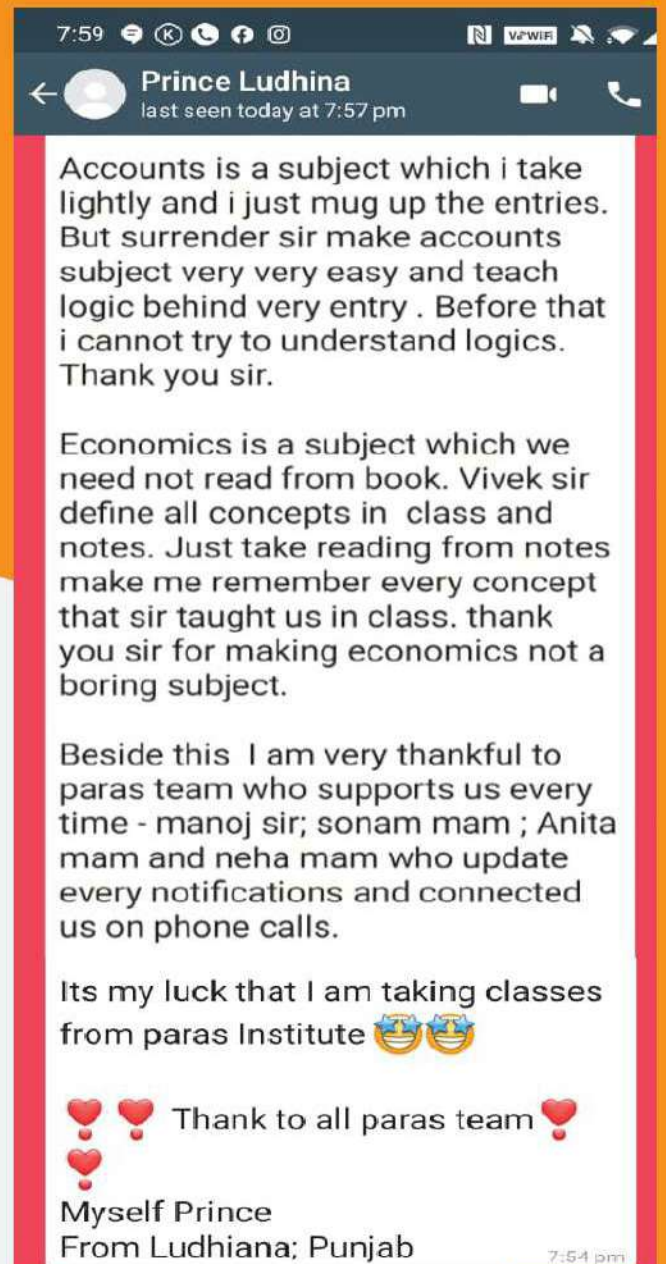 7:59
VoWiFi
Prince Ludhina
last seen today at 7:57 pm
Accounts is a subject which i take
lightly and i just mug up the entries.
But surrender sir make accounts
subject very very easy and teach
logic behind very entry . Before that
i cannot try to understand logics.
Thank you sir.
Economics is a subject which we
need not read from book. Vivek sir
define all concepts in  class and
notes. Just take reading from notes
make me remember every concept
that sir taught us in class. thank
you sir for making economics not a
boring subject.
Beside this  I am very thankful to
paras team who supports us every
time - manoj sir; sonam mam ; Anita
mam and neha mam who update
every notifications and connected
us on phone calls.
Its my luck that I am taking classes
from paras Institute 🤩🤩
❣️ ❣️ Thank to all paras team❣️
❣️
Myself Prince
From Ludhiana; Punjab
7:54 pm